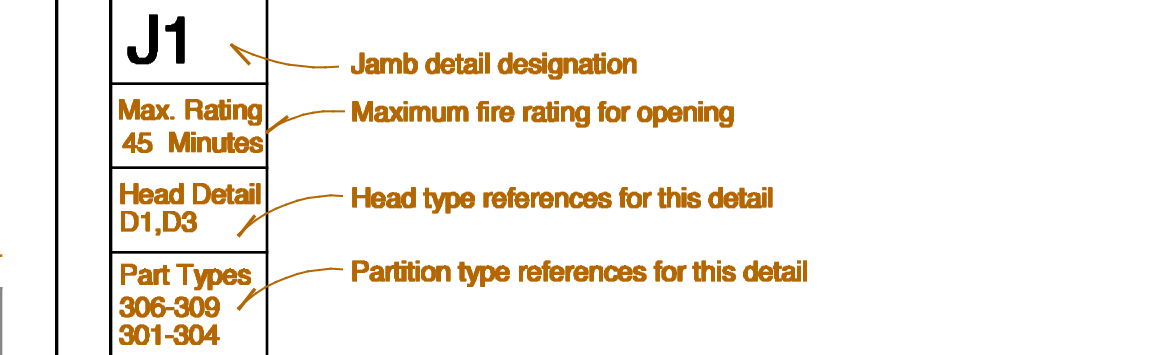 J1
Jamb detail designation
Max. Rating
45 Minutes
Maximum fire rating for opening
Head Detail
D1,D3
Head type references for this detail
Part Types
306-309
301-304
Partition type references for this detail